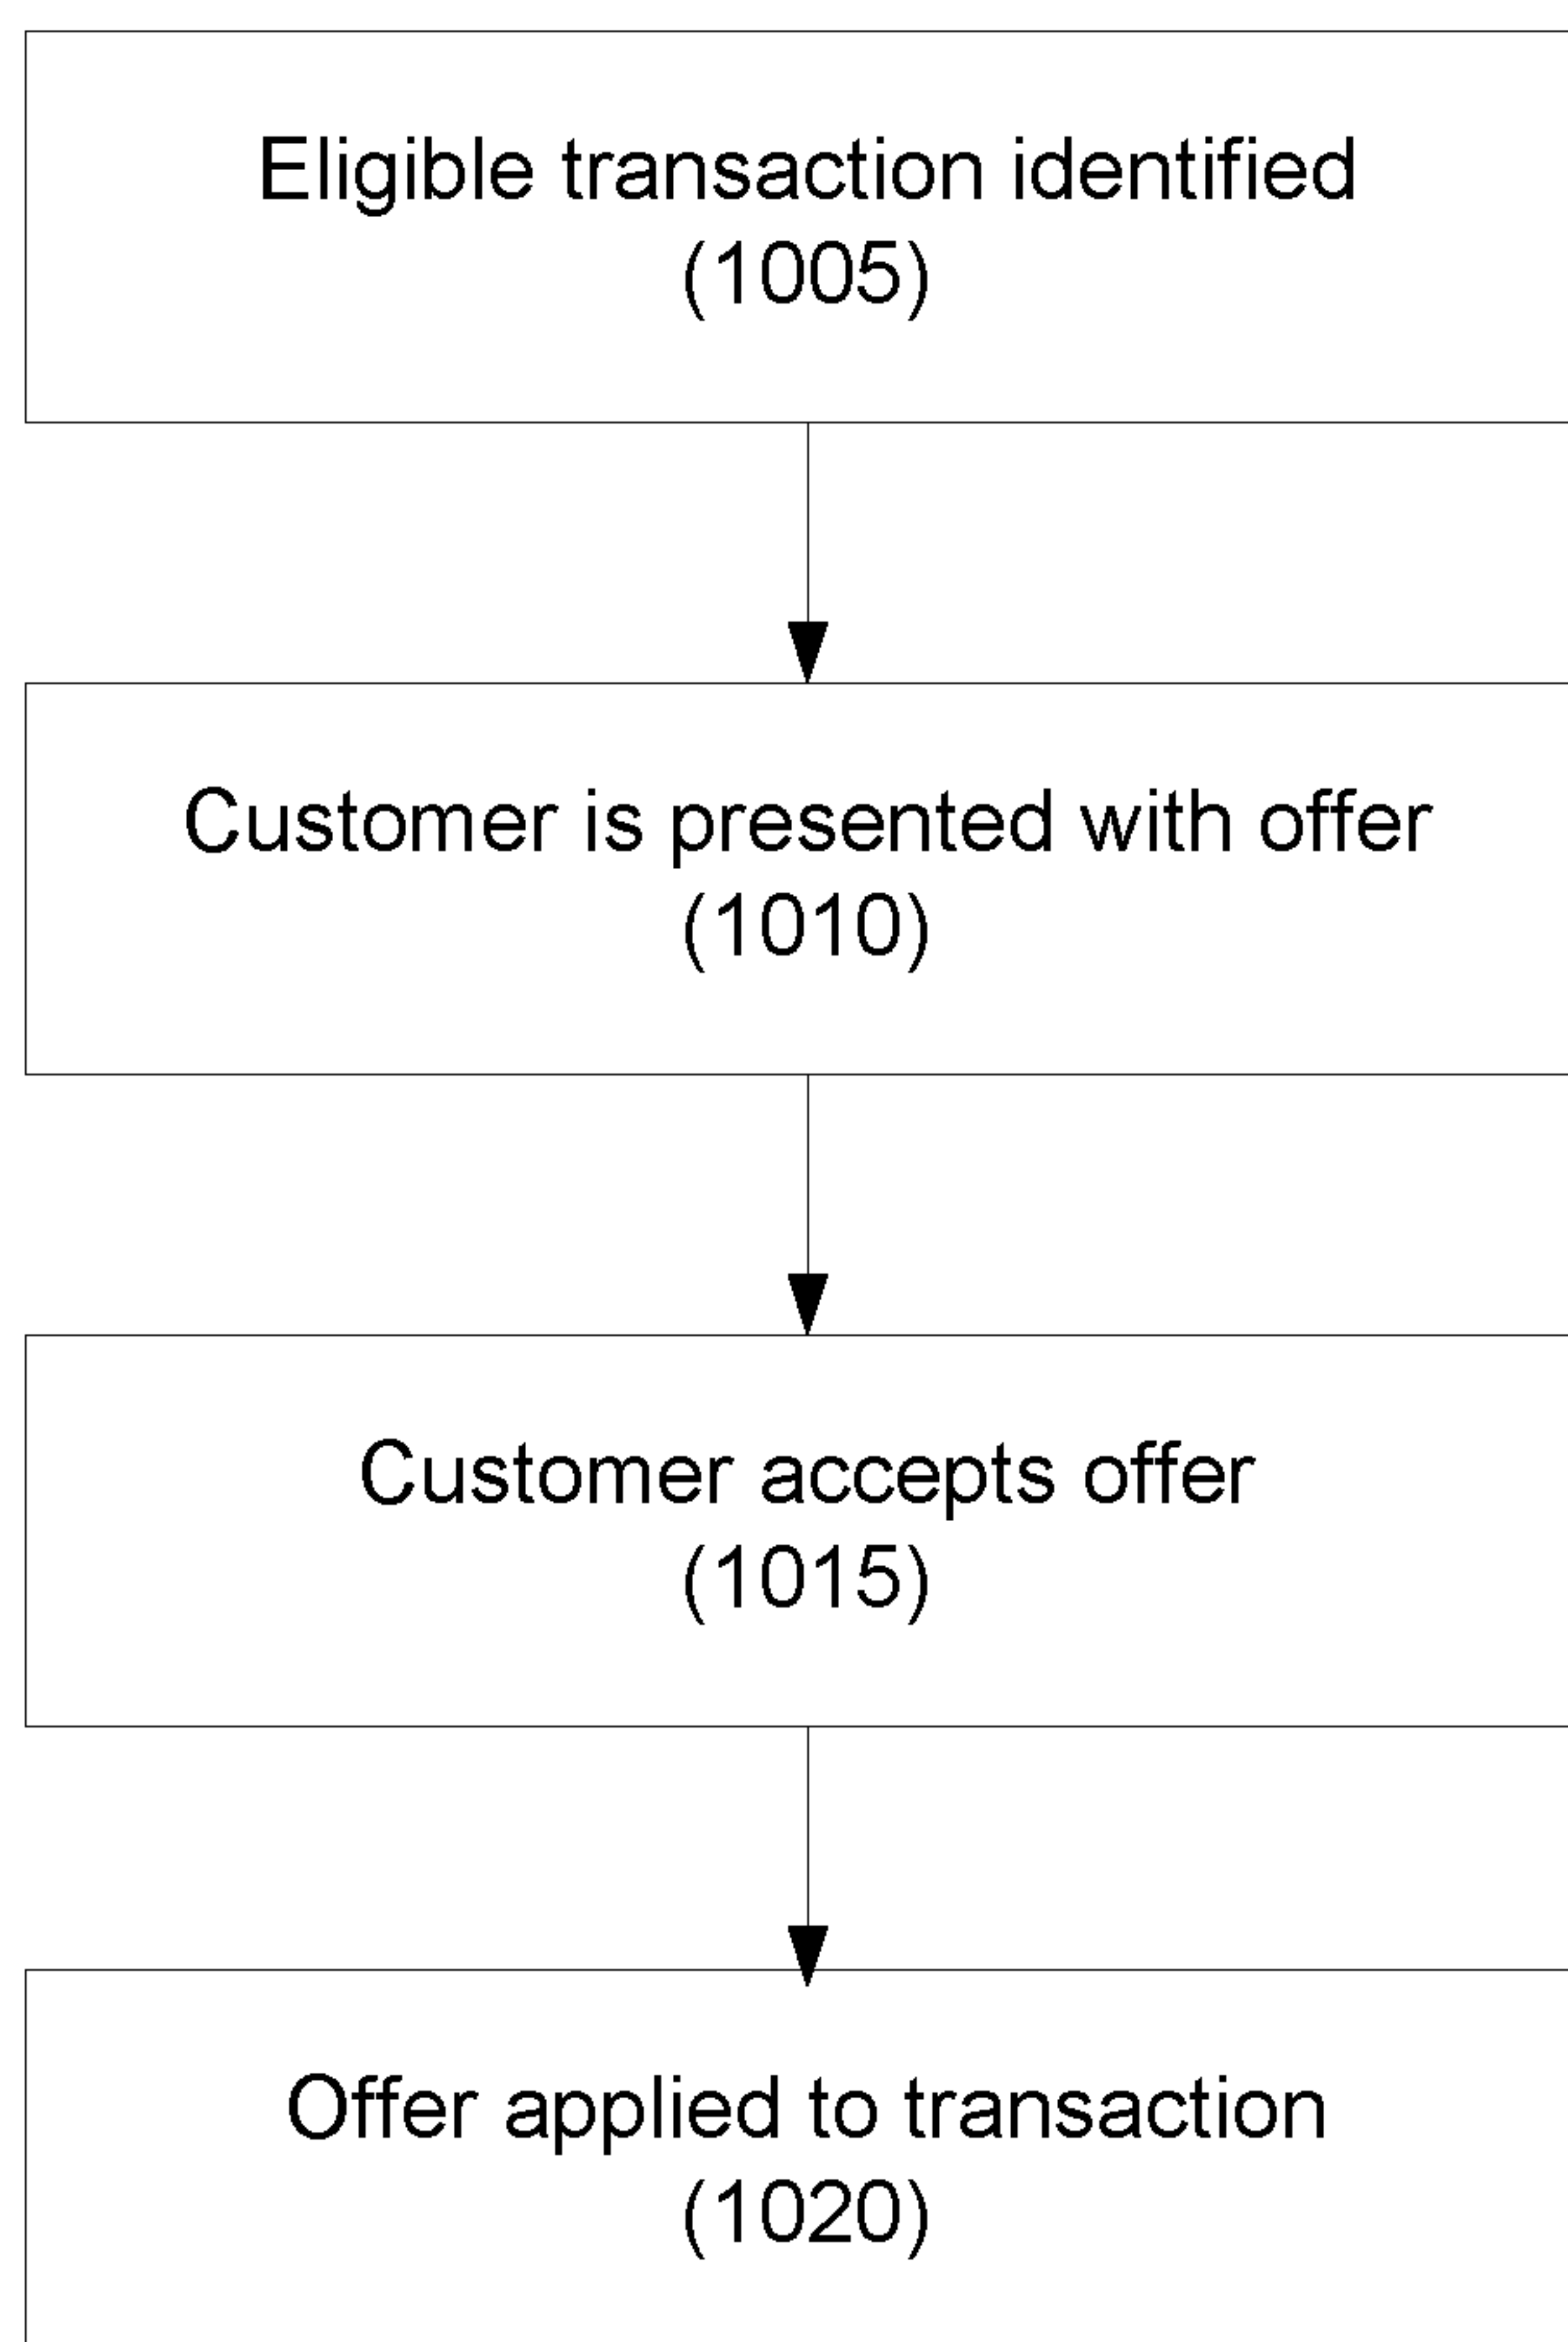 Eligible transaction identified
(1005)
Customer is presented with offer
(1010)
Customer accepts offer
(1015)
Offer applied to transaction
(1020)